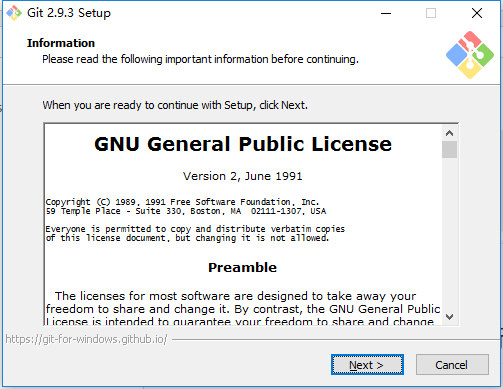 Git 2.9.3 Setup
Information
Please read the following important information before continuing.
When you are ready to continue with Setup, click Next.
GNU General Public License
Version 2, June 1991
Copyright (C) 1989, 1991 Free Software Foundation, Inc.
59 Temple Place - Suite 330, Boston, MA  02111-1307, USA
Everyone is permitted to copy and distribute verbatim copies
of this license document, but changing it is not allowed.
Preamble
The licenses for most software are designed to take away your
freedom to share and change it. By contrast, the GNU General Public
License is intended to guarantee your freedom to share and change
https://git-for-windows.github.io/
Next >
Cancel